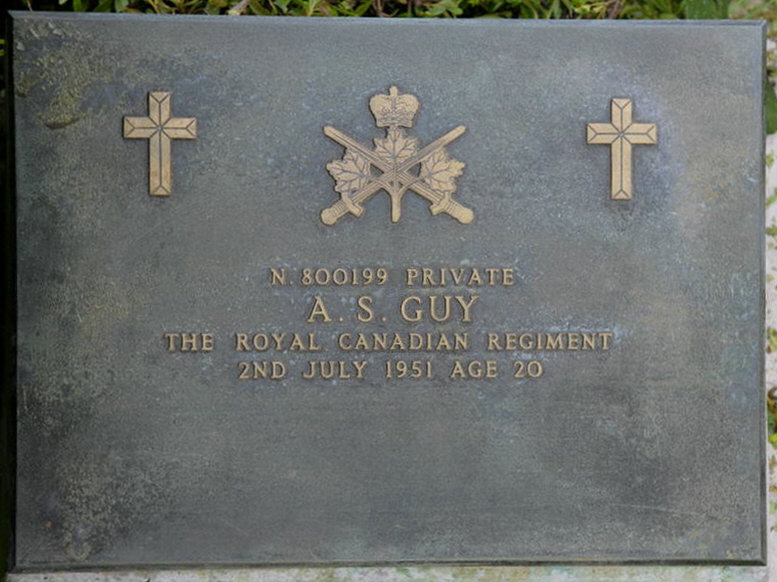 N. 800199 PRIVATE
A. S. GUY
THE ROYAL CANADIAN REGIMENT
2ND JULY 1951 AGE 20